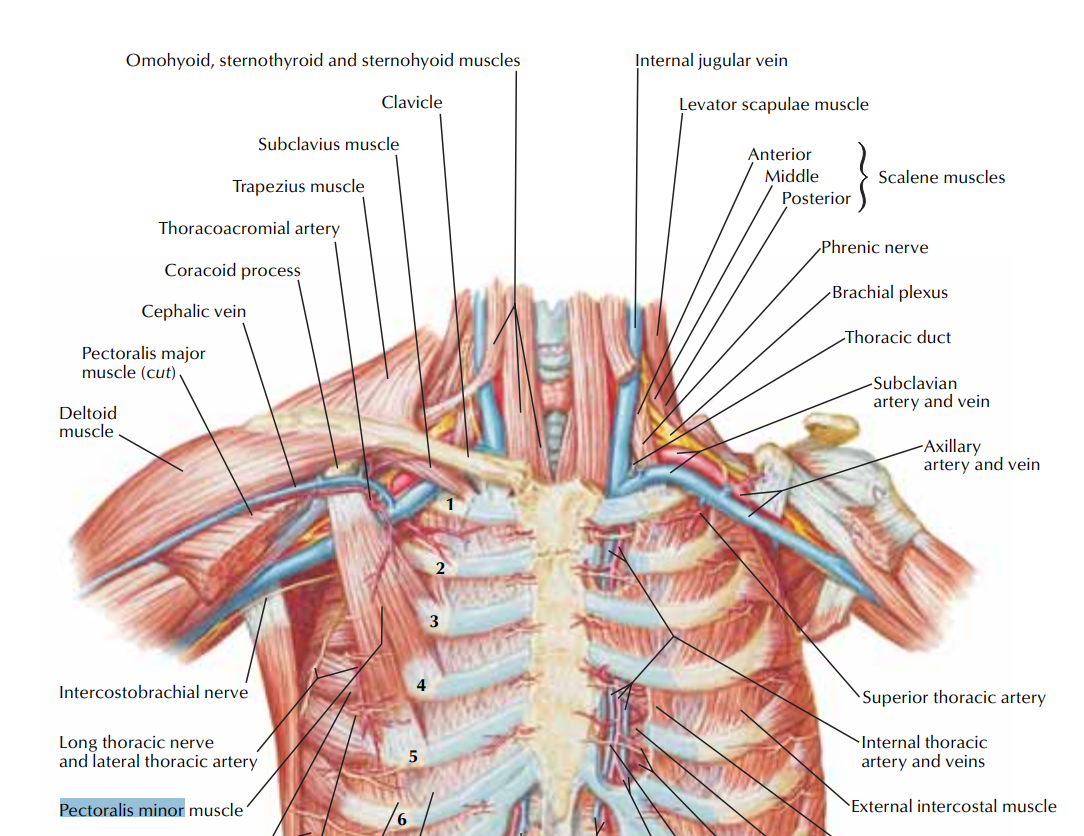 Omohyoid, sternothyroid and sternohyoid muscles
Clavicle
Subclavius muscle
Trapezius muscle
Thoracoacromial artery
Coracoid process
Cephalic vein
Pectoralis major
muscle (cut)
Deltoid
muscle
Intercostobrachial nerve
Long thoracic nerve
and lateral thoracic artery
Pectoralis minor muscle
1
2
3
4
5
6
Internal jugular vein
Levator scapulae muscle
Anterior
Middle
Posterior
Scalene muscles
Phrenic nerve
Brachial plexus
Thoracic duct
Subclavian
artery and vein
Axillary
artery and vein
Superior thoracic artery
Internal thoracic
artery and veins
External intercostal muscle